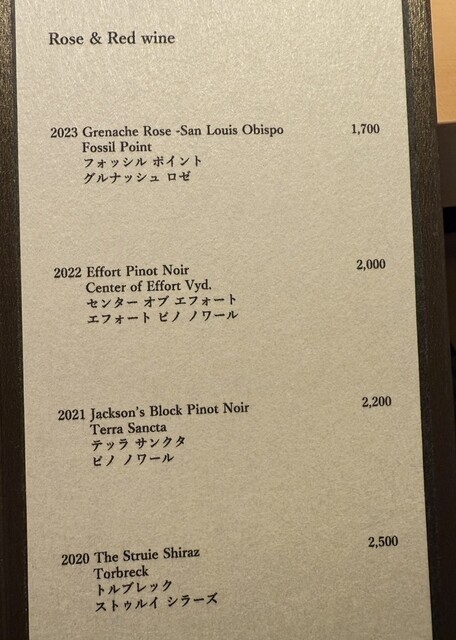 Rose & Red wine
2023 Grenache Rose -San Louis Obispo 1,700
Fossil Point
フォッシル ポイント
グルナッシュ ロゼ
2022 Effort Pinot Noir 2,000
Center of Effort Vyd.
センター オブ エフォート
エフォート ピノ ノワール
2021 Jackson's Block Pinot Noir 2,200
Terra Sancta
テッラ サンクタ
ピノ ノワール
2020 The Struie Shiraz 2,500
Torbreck
トルブレック
ストゥルイ シラーズ